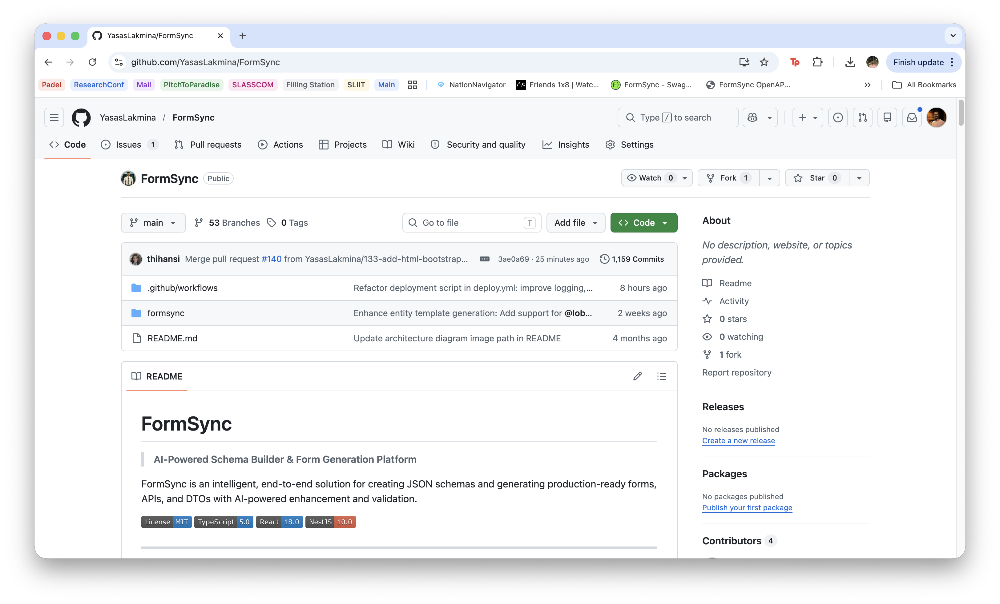 YasasLakmina/FormSync
github.com/YasasLakmina/FormSync
Tp
Finish update
Padel ResearchConf Mail PitchToParadise SLASSCOM Filling Station SLIIT Main NationNavigator FR Friends 1x8 | Watc... {··} FormSync - Swag... FormSync OpenAP... » All Bookmarks
YasasLakmina / FormSync
Type / to search
Code Issues 1 Pull requests Actions Projects Wiki Security and quality Insights Settings
FormSync Public
Watch 0 Fork 1 Star 0
main 53 Branches 0 Tags Go to file T Add file Code
thihansi Merge pull request #140 from YasasLakmina/133-add-html-bootstrap... 3ae0a69 · 25 minutes ago 1,159 Commits
.github/workflows Refactor deployment script in deploy.yml: improve logging,... 8 hours ago
formsync Enhance entity template generation: Add support for @lob... 2 weeks ago
README.md Update architecture diagram image path in README 4 months ago
README
FormSync
AI-Powered Schema Builder & Form Generation Platform
FormSync is an intelligent, end-to-end solution for creating JSON schemas and generating production-ready forms,
APIs, and DTOs with AI-powered enhancement and validation.
License MIT TypeScript 5.0 React 18.0 NestJS 10.0
About
No description, website, or topics
provided.
Readme
Activity
0 stars
0 watching
1 fork
Report repository
Releases
No releases published
Create a new release
Packages
No packages published
Publish your first package
Contributors 4